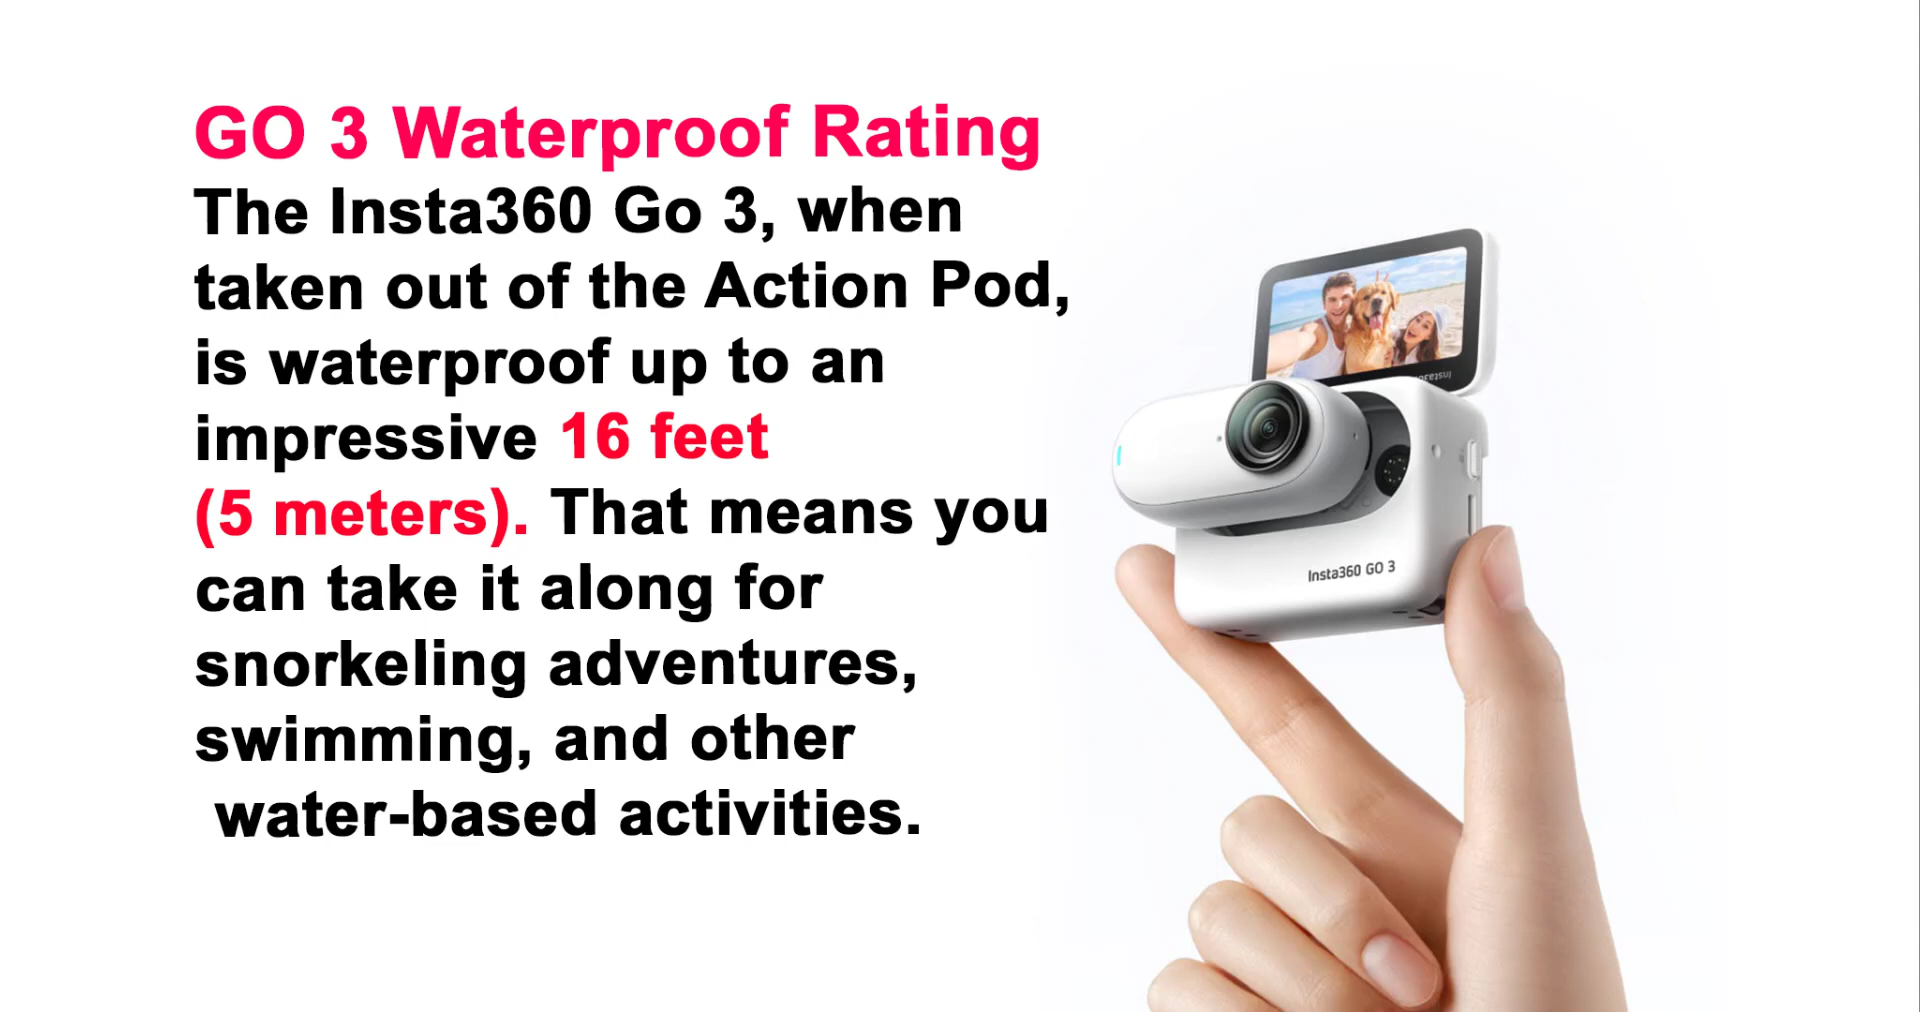 GO 3 Waterproof Rating
The Insta360 Go 3, when
taken out of the Action Pod,
is waterproof up to an
impressive 16 feet
(5 meters). That means you
can take it along for
snorkeling adventures,
swimming, and other
water-based activities.
Insta360 GO 3